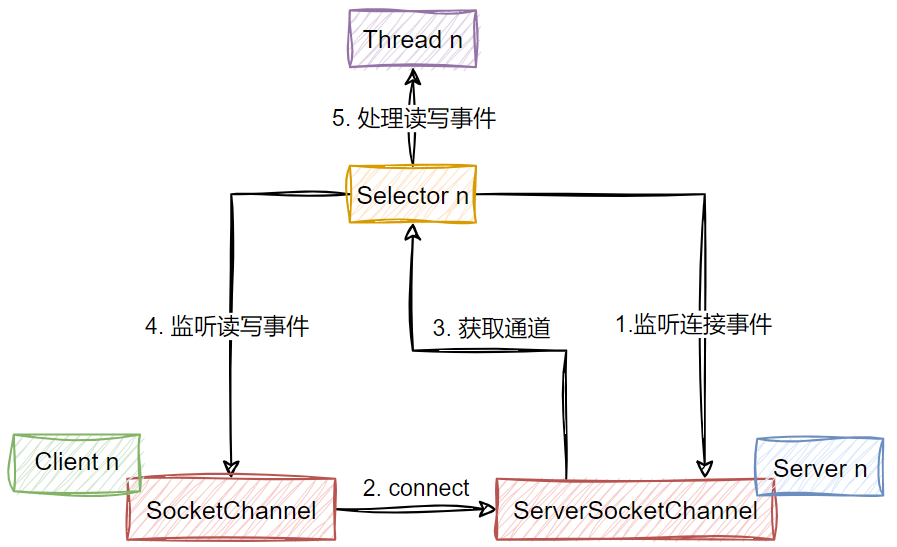 Thread n
5. 处理读写事件
Selector n
4. 监听读写事件
3. 获取通道
1.监听连接事件
Client n
Server n
2. connect
SocketChannel
ServerSocketChannel